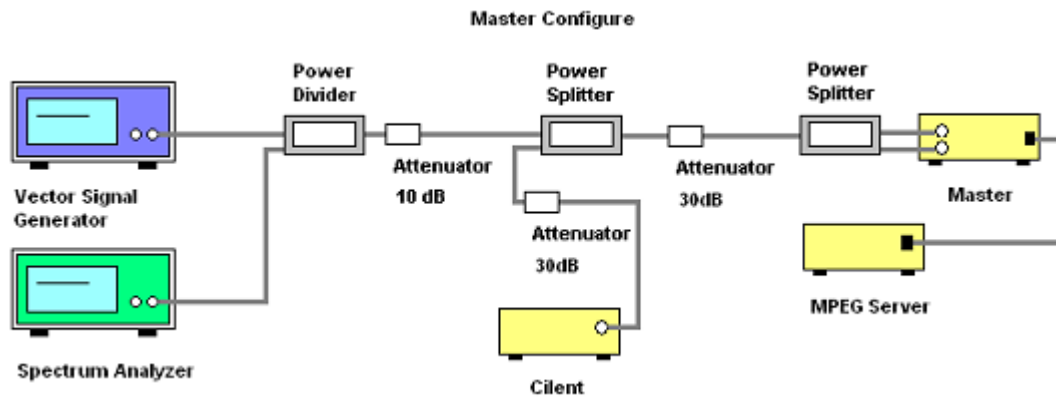 Master Configure
Power
Divider
Power
Splitter
Power
Splitter
Attenuator
10 dB
Attenuator
30dB
Master
Vector Signal
Generator
Attenuator
30dB
MPEG Server
Spectrum Analyzer
Cilent